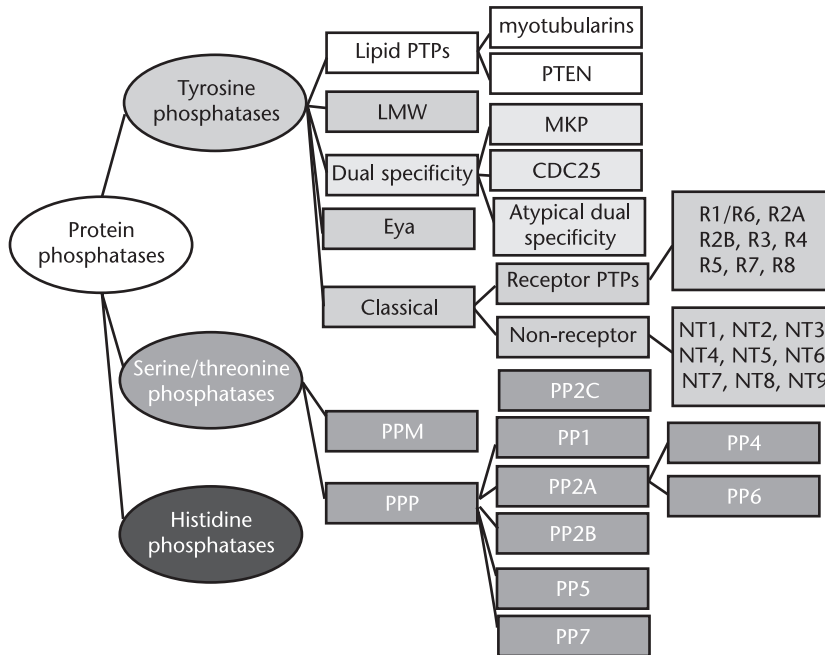 myotubularins
Lipid PTPs
PTEN
Tyrosine
phosphatases
LMW
MKP
Dual specificity
CDC25
Atypical dual
specificity
Eya
Protein
phosphatases
Classical
Receptor PTPs
R1/R6, R2A
R2B, R3, R4
R5, R7, R8
Non-receptor
NT1, NT2, NT3
NT4, NT5, NT6
NT7, NT8, NT9
Serine/threonine
phosphatases
PP2C
PPM
PP1
PP4
PPP
PP2A
PP6
PP2B
Histidine
phosphatases
PP5
PP7